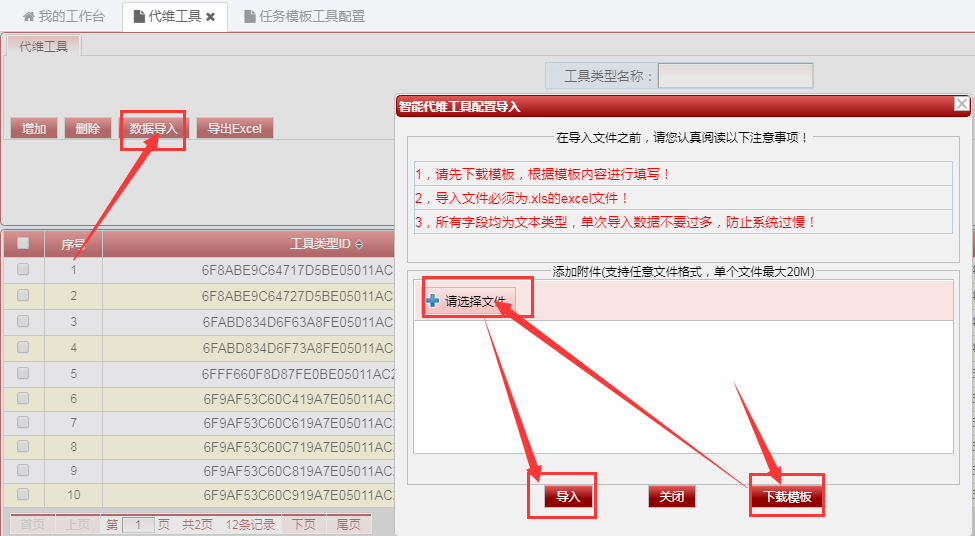 我的工作台 代维工具 任务模板工具配置
代维工具
工具类型名称：
增加 删除 数据导入 导出Excel
序号 工具类型ID
1 6F8ABE9C64717D5BE05011AC
2 6F8ABE9C64727D5BE05011AC
3 6FABD834D6F63A8FE05011AC
4 6FABD834D6F73A8FE05011AC
5 6FFF660F8D87FE0BE05011AC2
6 6F9AF53C60C419A7E05011AC
7 6F9AF53C60C619A7E05011AC
8 6F9AF53C60C719A7E05011AC
9 6F9AF53C60C819A7E05011AC
10 6F9AF53C60C919A7E05011AC
首页 上页 第 1 页 共2页 12条记录 下页 尾页
智能代维工具配置导入
在导入文件之前，请您认真阅读以下注意事项！
1，请先下载模板，根据模板内容进行填写！
2，导入文件必须为.xls的excel文件！
3，所有字段均为文本类型，单次导入数据不要过多，防止系统过慢！
添加附件(支持任意文件格式，单个文件最大20M)
请选择文件
导入 关闭 下载模板